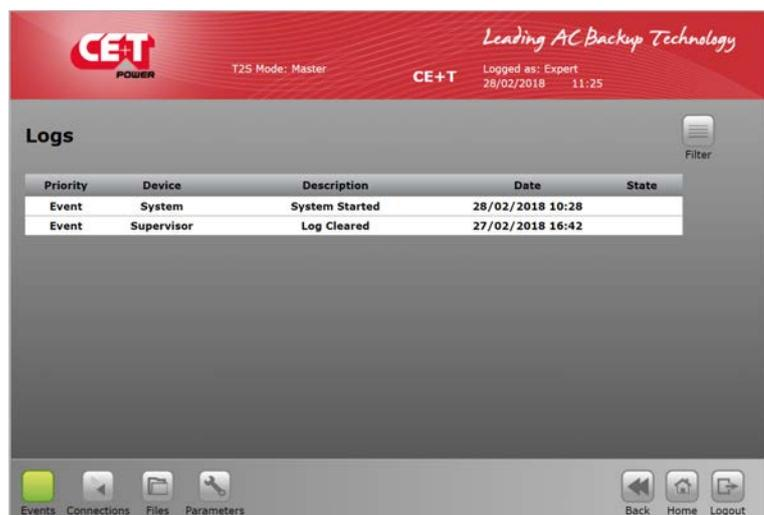 CE+T
POWER
Leading AC Backup Technology
T2S Mode: Master
CE+T
Logged as: Expert
28/02/2018 11:25
Logs
Filter
Priority Device Description Date State
Event System System Started 28/02/2018 10:28
Event Supervisor Log Cleared 27/02/2018 16:42
Events Connections Files Parameters Back Home Logout